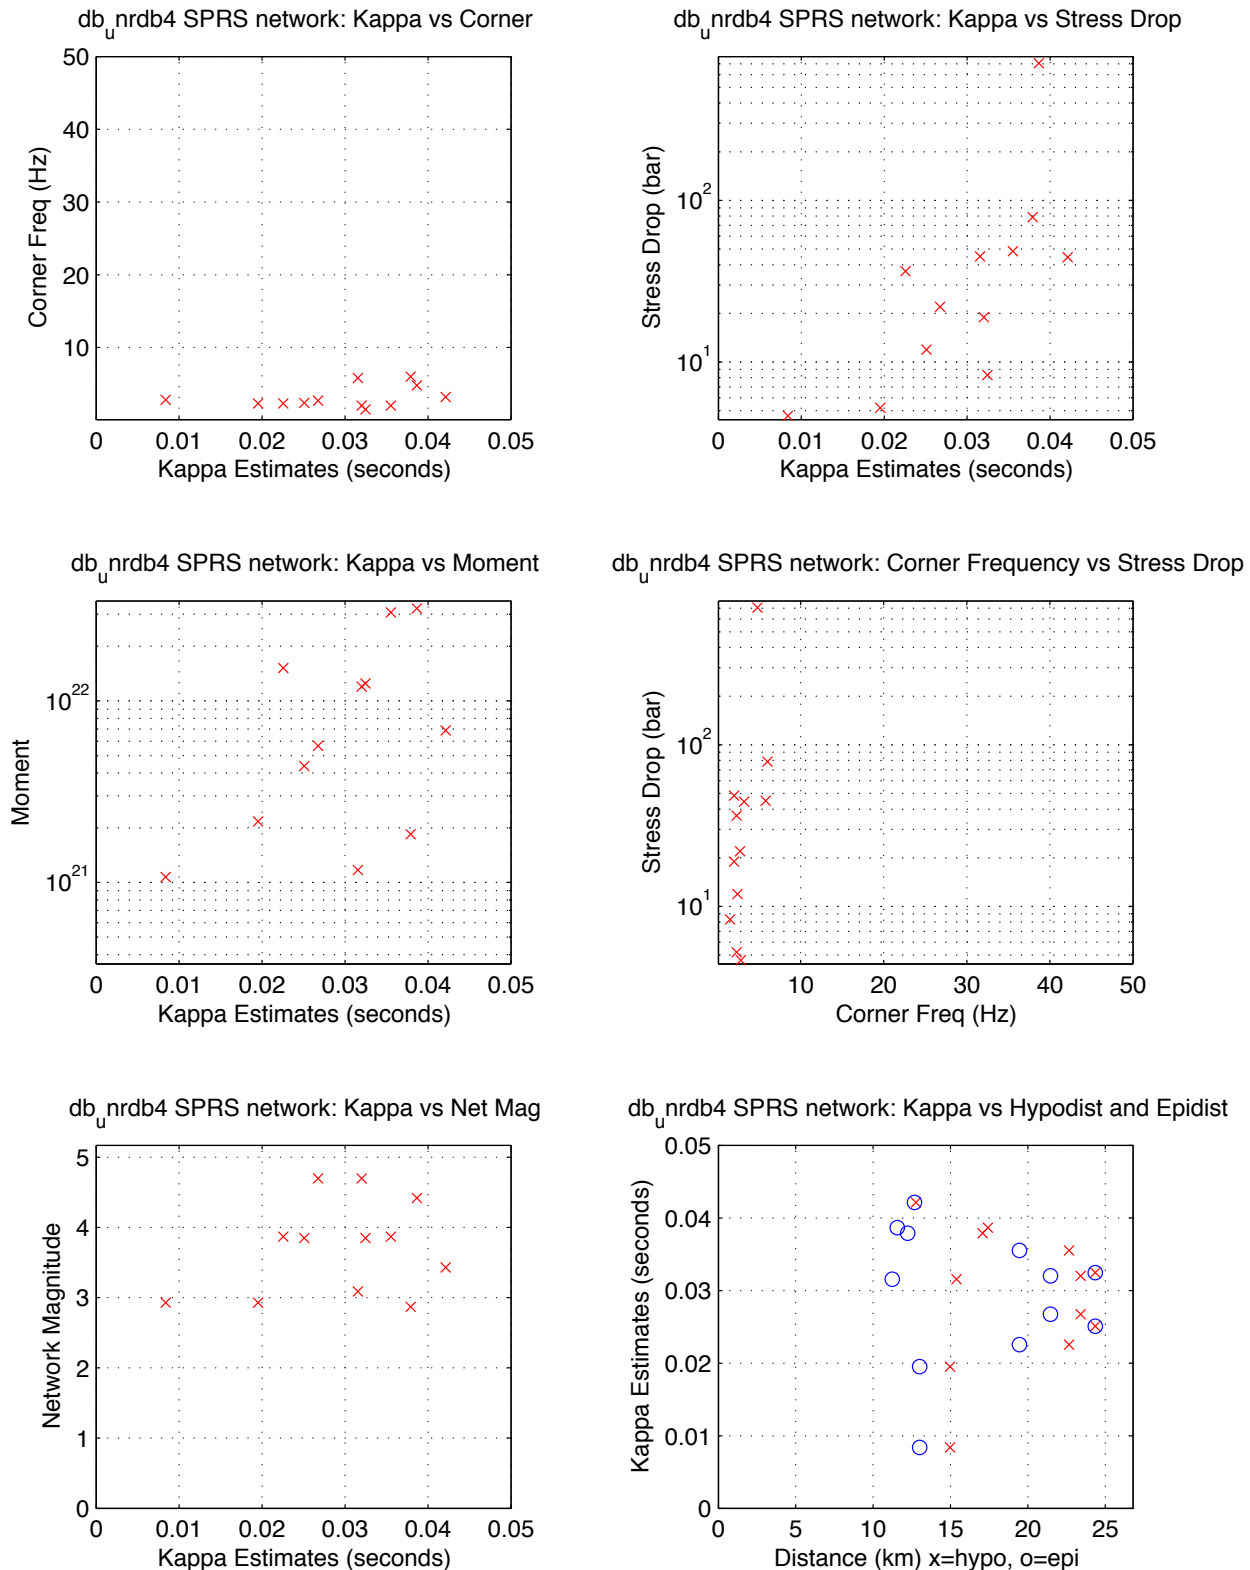 db_unrdb4 SPRS network: Kappa vs Corner
50
40
30
20
10
Corner Freq (Hz)
0 0.01 0.02 0.03 0.04 0.05
Kappa Estimates (seconds)
db_unrdb4 SPRS network: Kappa vs Stress Drop
10^2
10^1
Stress Drop (bar)
0 0.01 0.02 0.03 0.04 0.05
Kappa Estimates (seconds)
db_unrdb4 SPRS network: Kappa vs Moment
10^22
10^21
Moment
0 0.01 0.02 0.03 0.04 0.05
Kappa Estimates (seconds)
db_unrdb4 SPRS network: Corner Frequency vs Stress Drop
10^2
10^1
Stress Drop (bar)
10 20 30 40 50
Corner Freq (Hz)
db_unrdb4 SPRS network: Kappa vs Net Mag
5
4
3
2
1
0
Network Magnitude
0 0.01 0.02 0.03 0.04 0.05
Kappa Estimates (seconds)
db_unrdb4 SPRS network: Kappa vs Hypodist and Epidist
0.05
0.04
0.03
0.02
0.01
0
Kappa Estimates (seconds)
0 5 10 15 20 25
Distance (km) x=hypo, o=epi